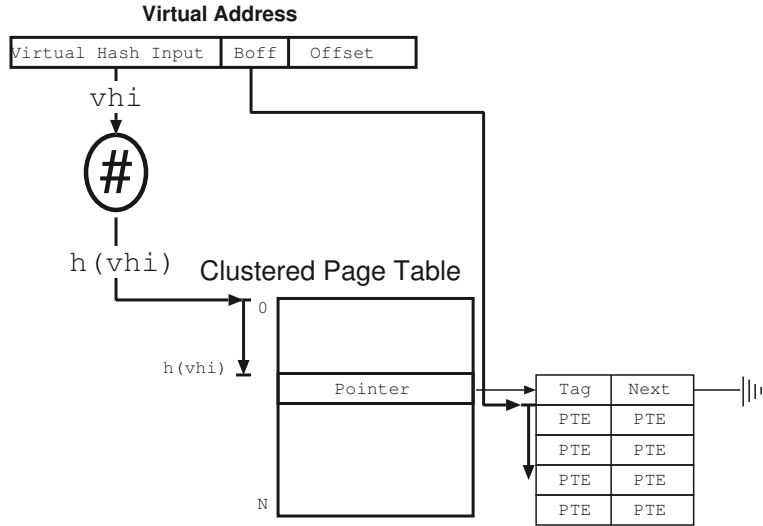 Virtual Address
Virtual Hash Input Boff Offset
vhi
#
h(vhi)
Clustered Page Table
0
h(vhi)
Pointer
Tag Next
PTE PTE
PTE PTE
PTE PTE
PTE PTE
N